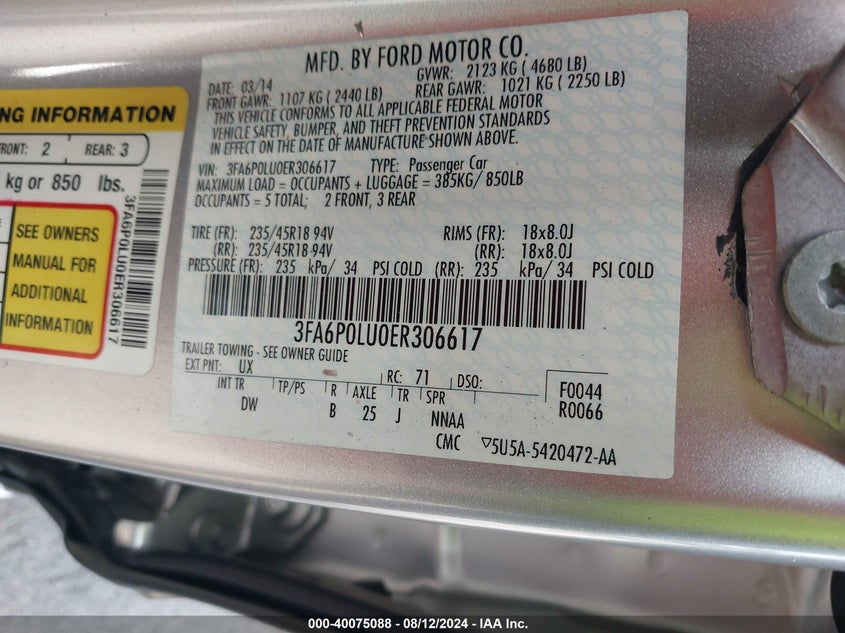 NG INFORMATION
FRONT: 2 REAR: 3
kg or 850 lbs.
SEE OWNERS
MANUAL FOR
ADDITIONAL
INFORMATION
3FA6P0LU0ER306617
MFD. BY FORD MOTOR CO.
DATE: 03/14 GVWR: 2123 KG ( 4680 LB)
FRONT GAWR: 1107 KG ( 2440 LB) REAR GAWR: 1021 KG ( 2250 LB)
THIS VEHICLE CONFORMS TO ALL APPLICABLE FEDERAL MOTOR
VEHICLE SAFETY, BUMPER, AND THEFT PREVENTION STANDARDS
IN EFFECT ON THE DATE OF MANUFACTURE SHOWN ABOVE.
VIN: 3FA6P0LU0ER306617 TYPE: Passenger Car
MAXIMUM LOAD = OCCUPANTS + LUGGAGE = 385KG/ 850LB
OCCUPANTS = 5 TOTAL; 2 FRONT, 3 REAR
TIRE (FR): 235/45R18 94V RIMS (FR): 18x8.0J
(RR): 235/45R18 94V (RR): 18x8.0J
PRESSURE (FR): 235 kPa/ 34 PSI COLD (RR): 235 kPa/ 34 PSI COLD
3FA6P0LU0ER306617
TRAILER TOWING - SEE OWNER GUIDE
EXT PNT: UX RC: 71 DSO:
INT TR TP/PS R AXLE TR SPR F0044
DW B 25 J NNAA R0066
CMC ▽5U5A-5420472-AA
000-40075088 - 08/12/2024 - IAA Inc.